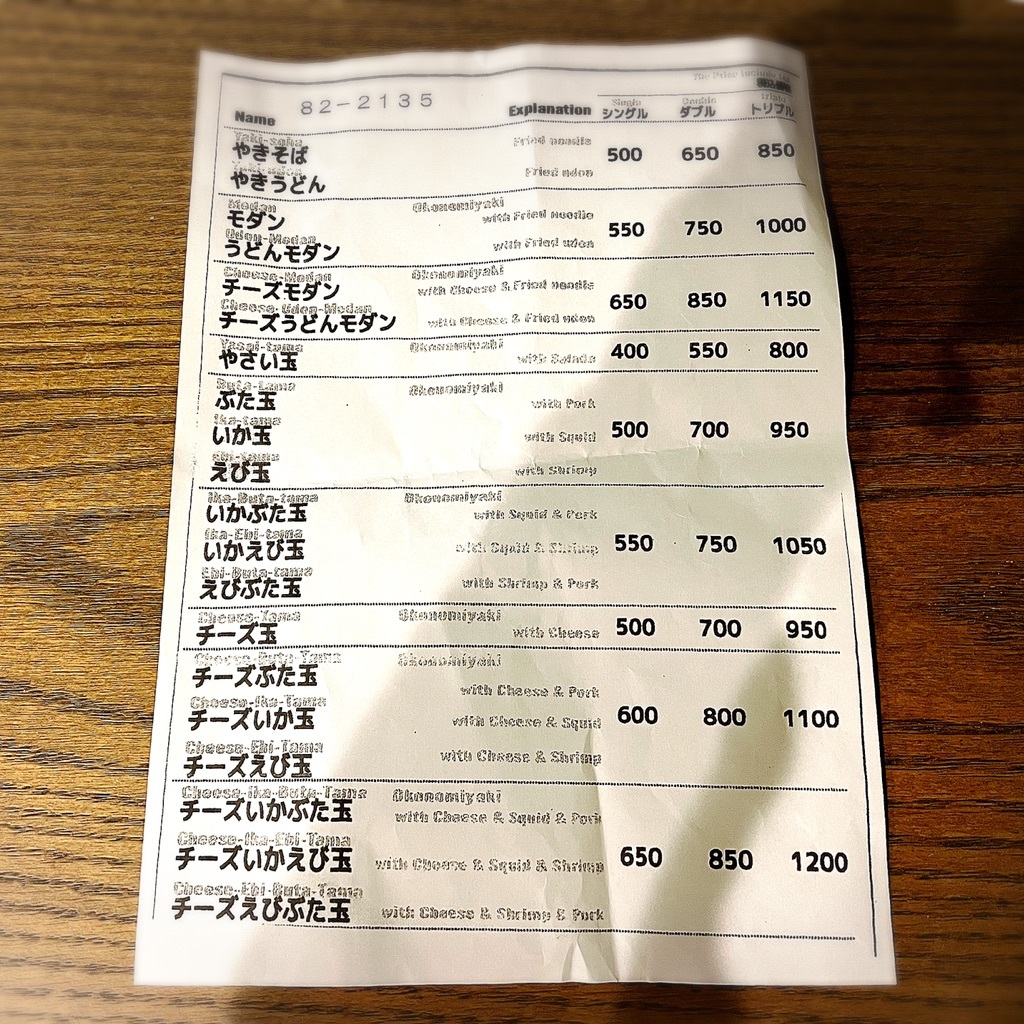 The Price include tax
Single Double Triple
Name 82-2135 Explanation シングル ダブル トリプル
Yaki-soba Fried noodle
やきそば
Yaki-udon Fried udon
やきうどん
500 650 850
Modan Okonomiyaki
モダン with Fried noodle
Udon-Modan
うどんモダン with Fried udon
550 750 1000
Cheese-Modan Okonomiyaki
チーズモダン with Cheese & Fried noodle
Cheese-Udon-Modan
チーズうどんモダン with Cheese & Fried udon
650 850 1150
Yasai-tama Okonomiyaki
やさい玉 with Salada 400 550 800
Buta-tama Okonomiyaki
ぶた玉 with Pork
Ika-tama
いか玉 with Squid 500 700 950
ebi-tama
えび玉 with Shrimp
Ika-Buta-tama Okonomiyaki
いかぶた玉 with Squid & Pork
Ika-Ebi-tama
いかえび玉 with Squid & Shrimp 550 750 1050
Ebi-Buta-tama
えびぶた玉 with Shrimp & Pork
Cheese-Tama Okonomiyaki
チーズ玉 with Cheese 500 700 950
Cheese-Buta-Tama Okonomiyaki
チーズぶた玉 with Cheese & Pork
Cheese-Ika-Tama
チーズいか玉 with Cheese & Squid 600 800 1100
Cheese-Ebi-Tama
チーズえび玉 with Cheese & Shrimp
Cheese-Ika-Buta-Tama Okonomiyaki
チーズいかぶた玉 with Cheese & Squid & Pork
Cheese-Ika-Ebi-Tama
チーズいかえび玉 with Cheese & Squid & Shrimp 650 850 1200
Cheese-Ebi-Buta-Tama
チーズえびぶた玉 with Cheese & Shrimp & Pork